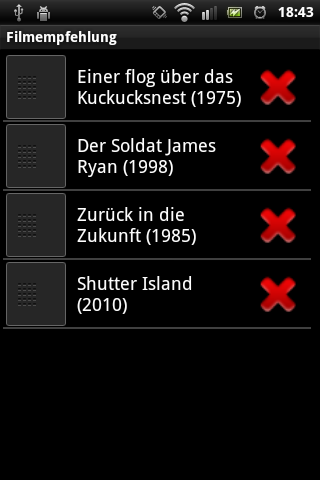 18:43
Filmempfehlung
Einer flog über das
Kuckucksnest (1975)
Der Soldat James
Ryan (1998)
Zurück in die
Zukunft (1985)
Shutter Island
(2010)